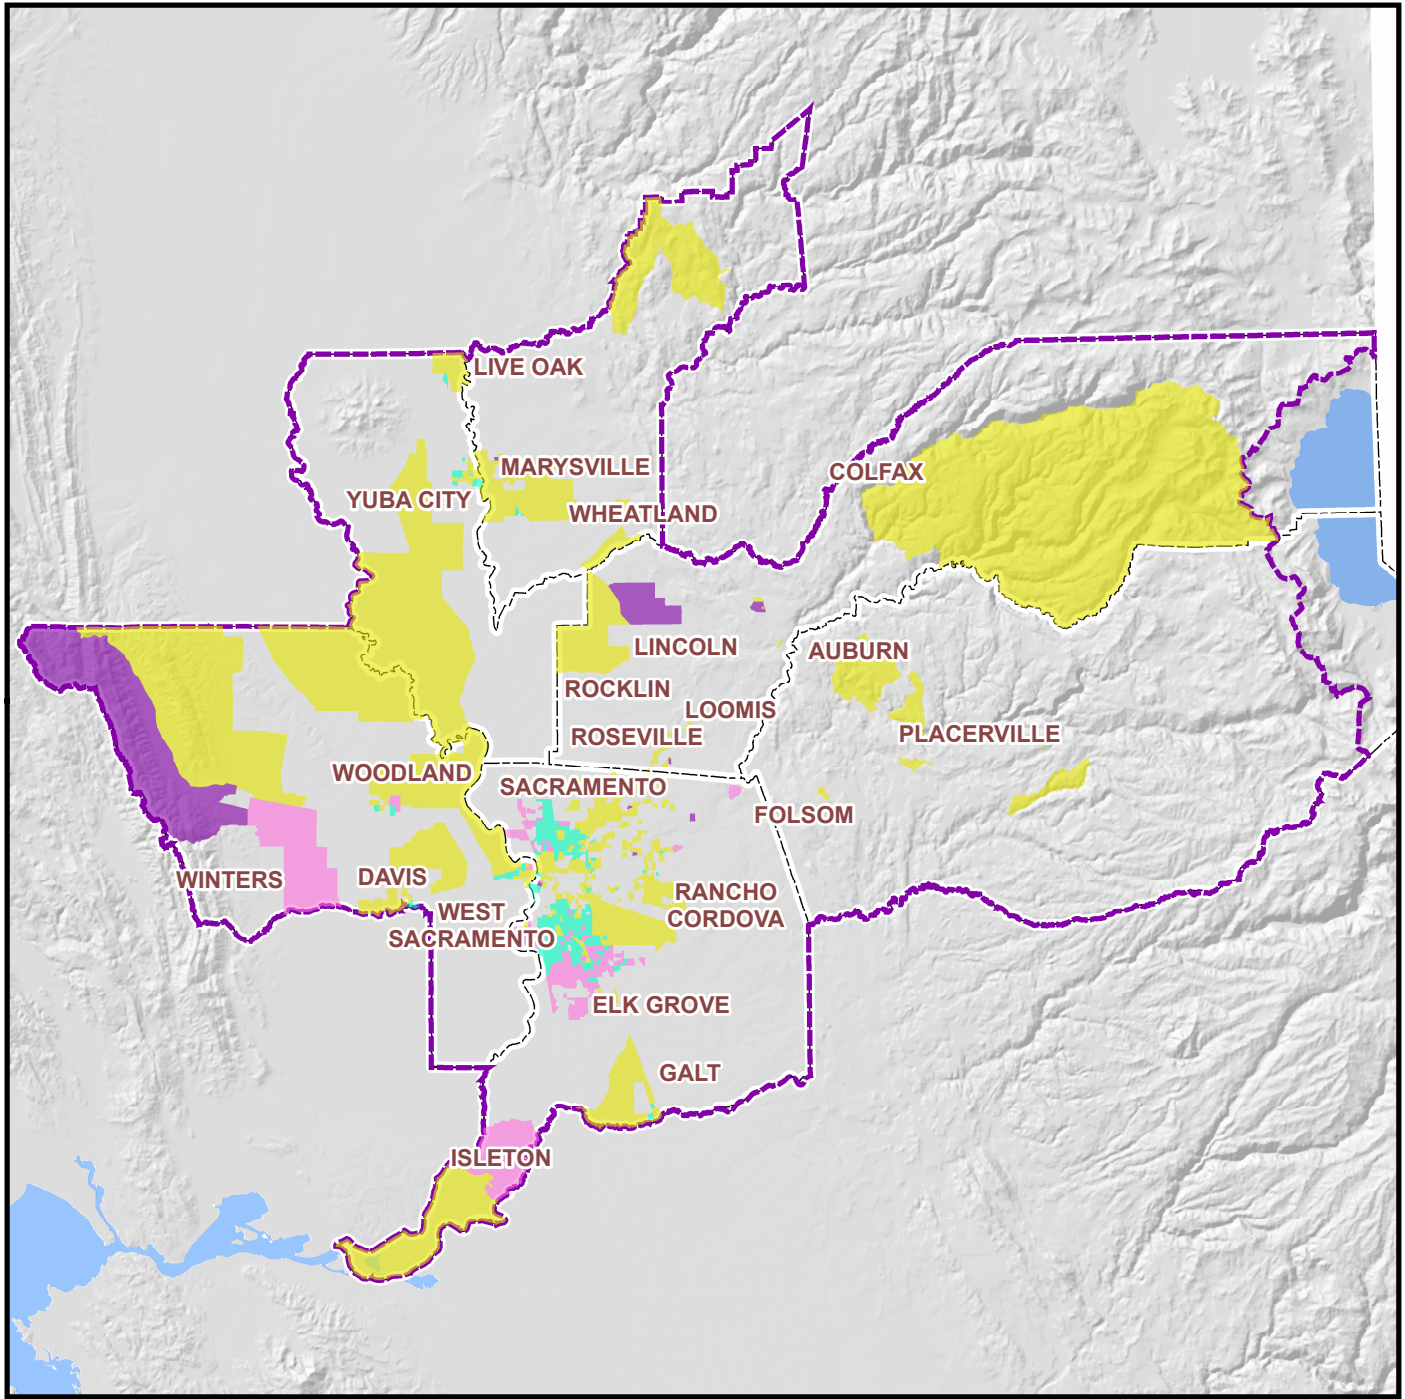 LIVE OAK
MARYSVILLE
COLFAX
YUBA CITY
WHEATLAND
LINCOLN
AUBURN
ROCKLIN
LOOMIS
ROSEVILLE
PLACERVILLE
WOODLAND
SACRAMENTO
FOLSOM
WINTERS
DAVIS
RANCHO
CORDOVA
WEST
SACRAMENTO
ELK GROVE
GALT
ISLETON